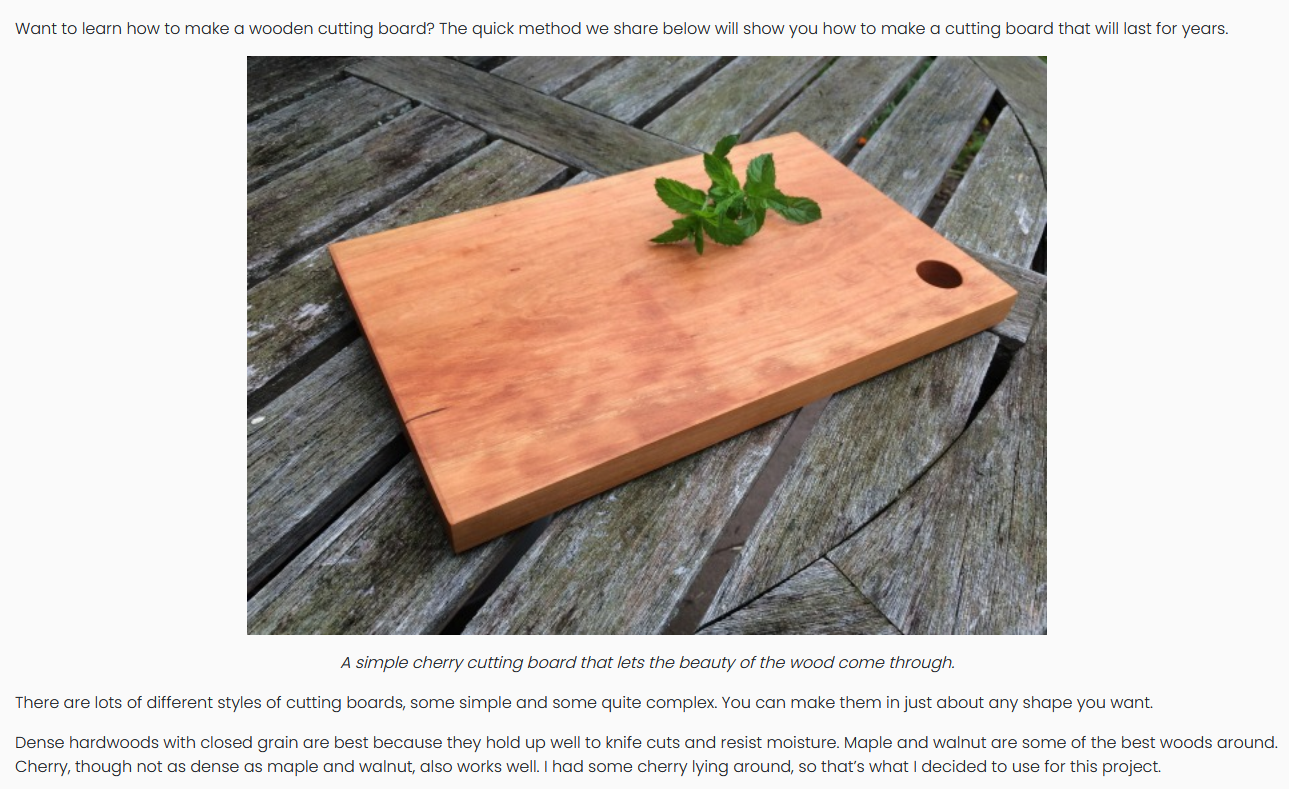 Want to learn how to make a wooden cutting board? The quick method we share below will show you how to make a cutting board that will last for years.
A simple cherry cutting board that lets the beauty of the wood come through.
There are lots of different styles of cutting boards, some simple and some quite complex. You can make them in just about any shape you want.
Dense hardwoods with closed grain are best because they hold up well to knife cuts and resist moisture. Maple and walnut are some of the best woods around.
Cherry, though not as dense as maple and walnut, also works well. I had some cherry lying around, so that’s what I decided to use for this project.